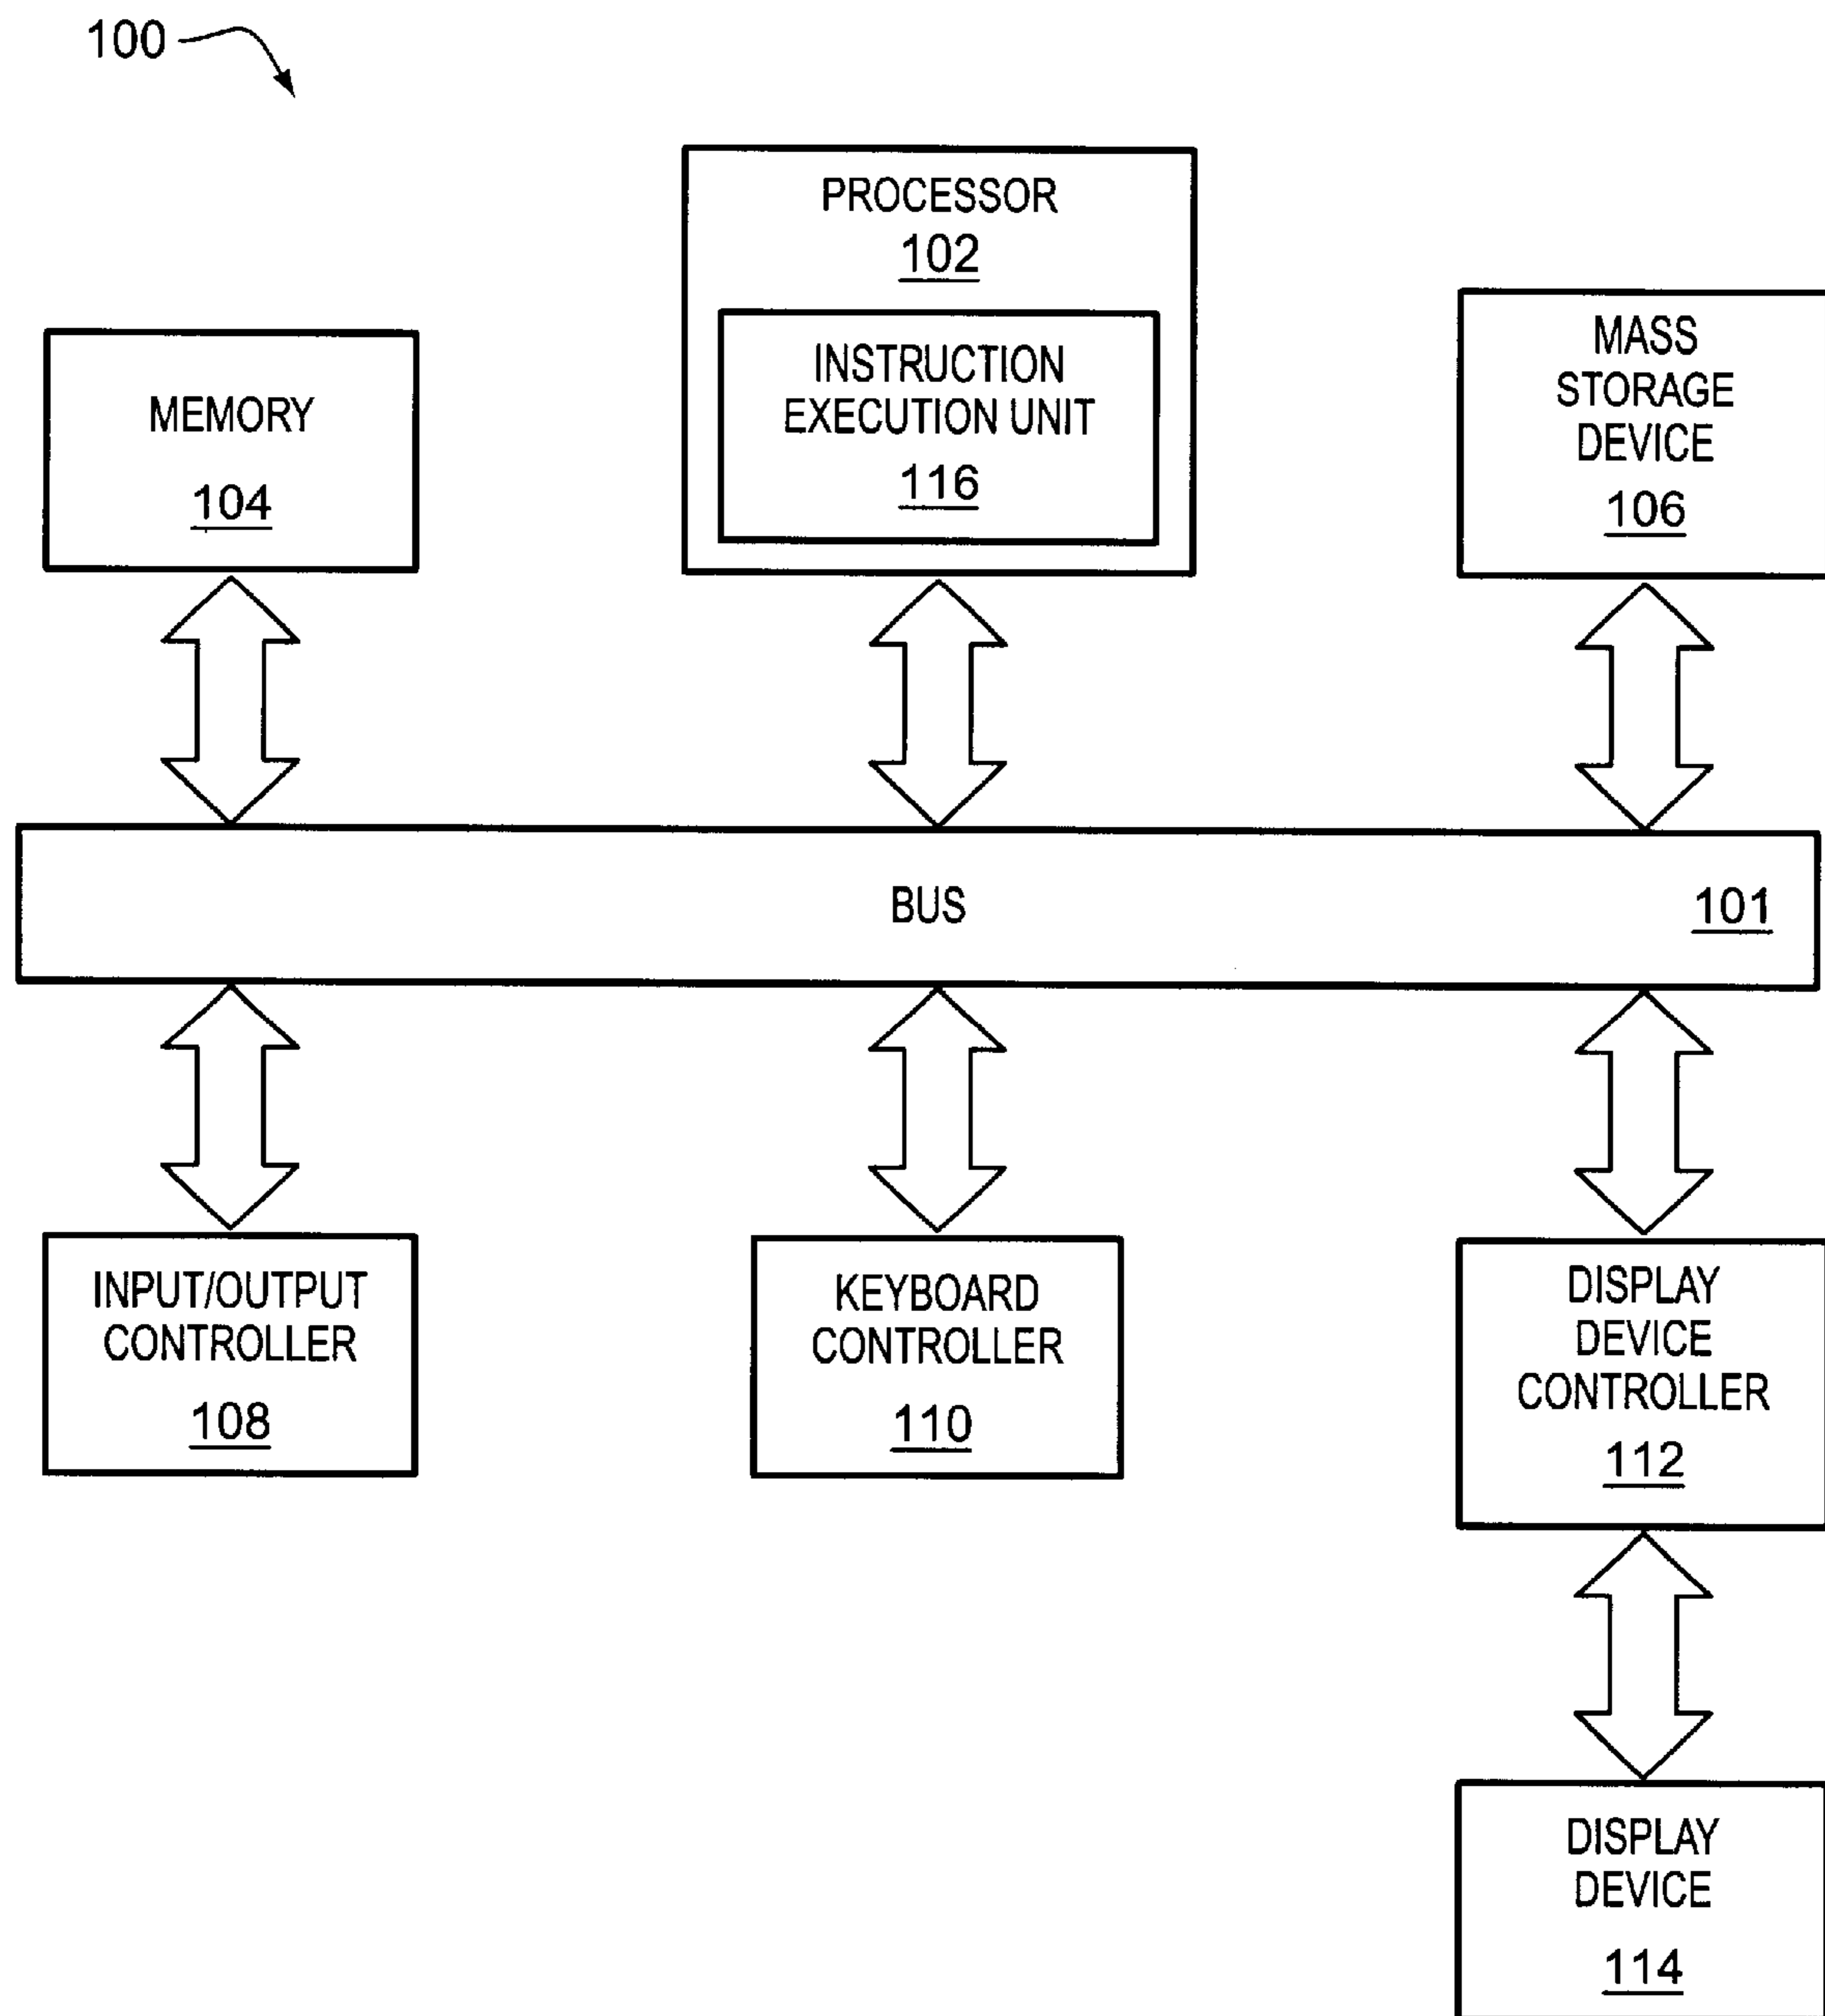 100
PROCESSOR
102
INSTRUCTION
EXECUTION UNIT
116
MEMORY
104
MASS
STORAGE
DEVICE
106
BUS
101
INPUT/OUTPUT
CONTROLLER
108
KEYBOARD
CONTROLLER
110
DISPLAY
DEVICE
CONTROLLER
112
DISPLAY
DEVICE
114